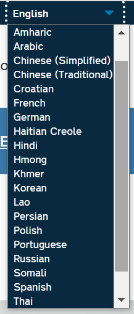 English
Amharic
Arabic
Chinese (Simplified)
Chinese (Traditional)
Croatian
French
German
Haitian Creole
Hindi
Hmong
Khmer
Korean
Lao
Persian
Polish
Portuguese
Russian
Somali
Spanish
Thai